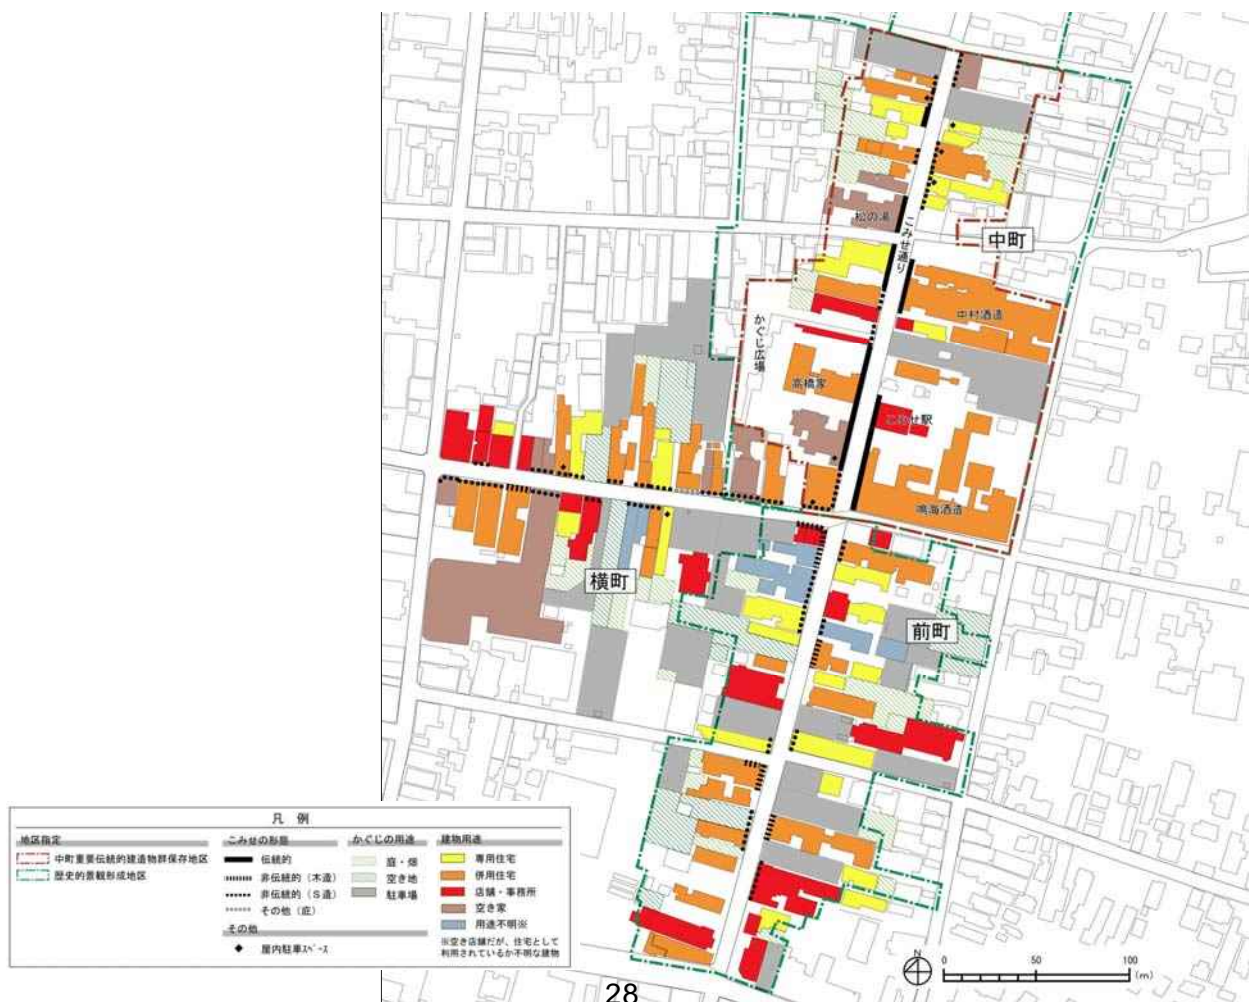 松の湯
こみせ通り
中町
中村酒造
かぐじ広場
高橋家
こみせ駅
鳴海酒造
横町
前町
凡 例
地区指定
中町重要伝統的建造物群保存地区
歴史的景観形成地区
こみせの形態
伝統的
非伝統的(木造)
非伝統的(S造)
その他(庇)
その他
屋内駐車スペース
かぐじの用途
庭・畑
空き地
駐車場
建物用途
専用住宅
併用住宅
店舗・事務所
空き家
用途不明※
※空き店舗だが、住宅として
利用されているか不明な建物
N
0 50 100
(m)
28